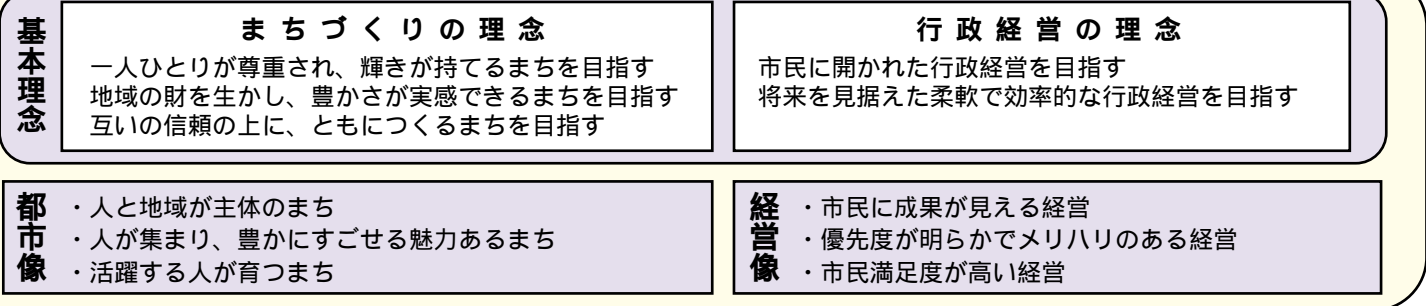 基本理念
まちづくりの理念
一人ひとりが尊重され、輝きが持てるまちを目指す
地域の財を生かし、豊かさが実感できるまちを目指す
互いの信頼の上に、ともにつくるまちを目指す
行政経営の理念
市民に開かれた行政経営を目指す
将来を見据えた柔軟で効率的な行政経営を目指す
都市像
・人と地域が主体のまち
・人が集まり、豊かにすごせる魅力あるまち
・活躍する人が育つまち
経営像
・市民に成果が見える経営
・優先度が明らかでメリハリのある経営
・市民満足度が高い経営